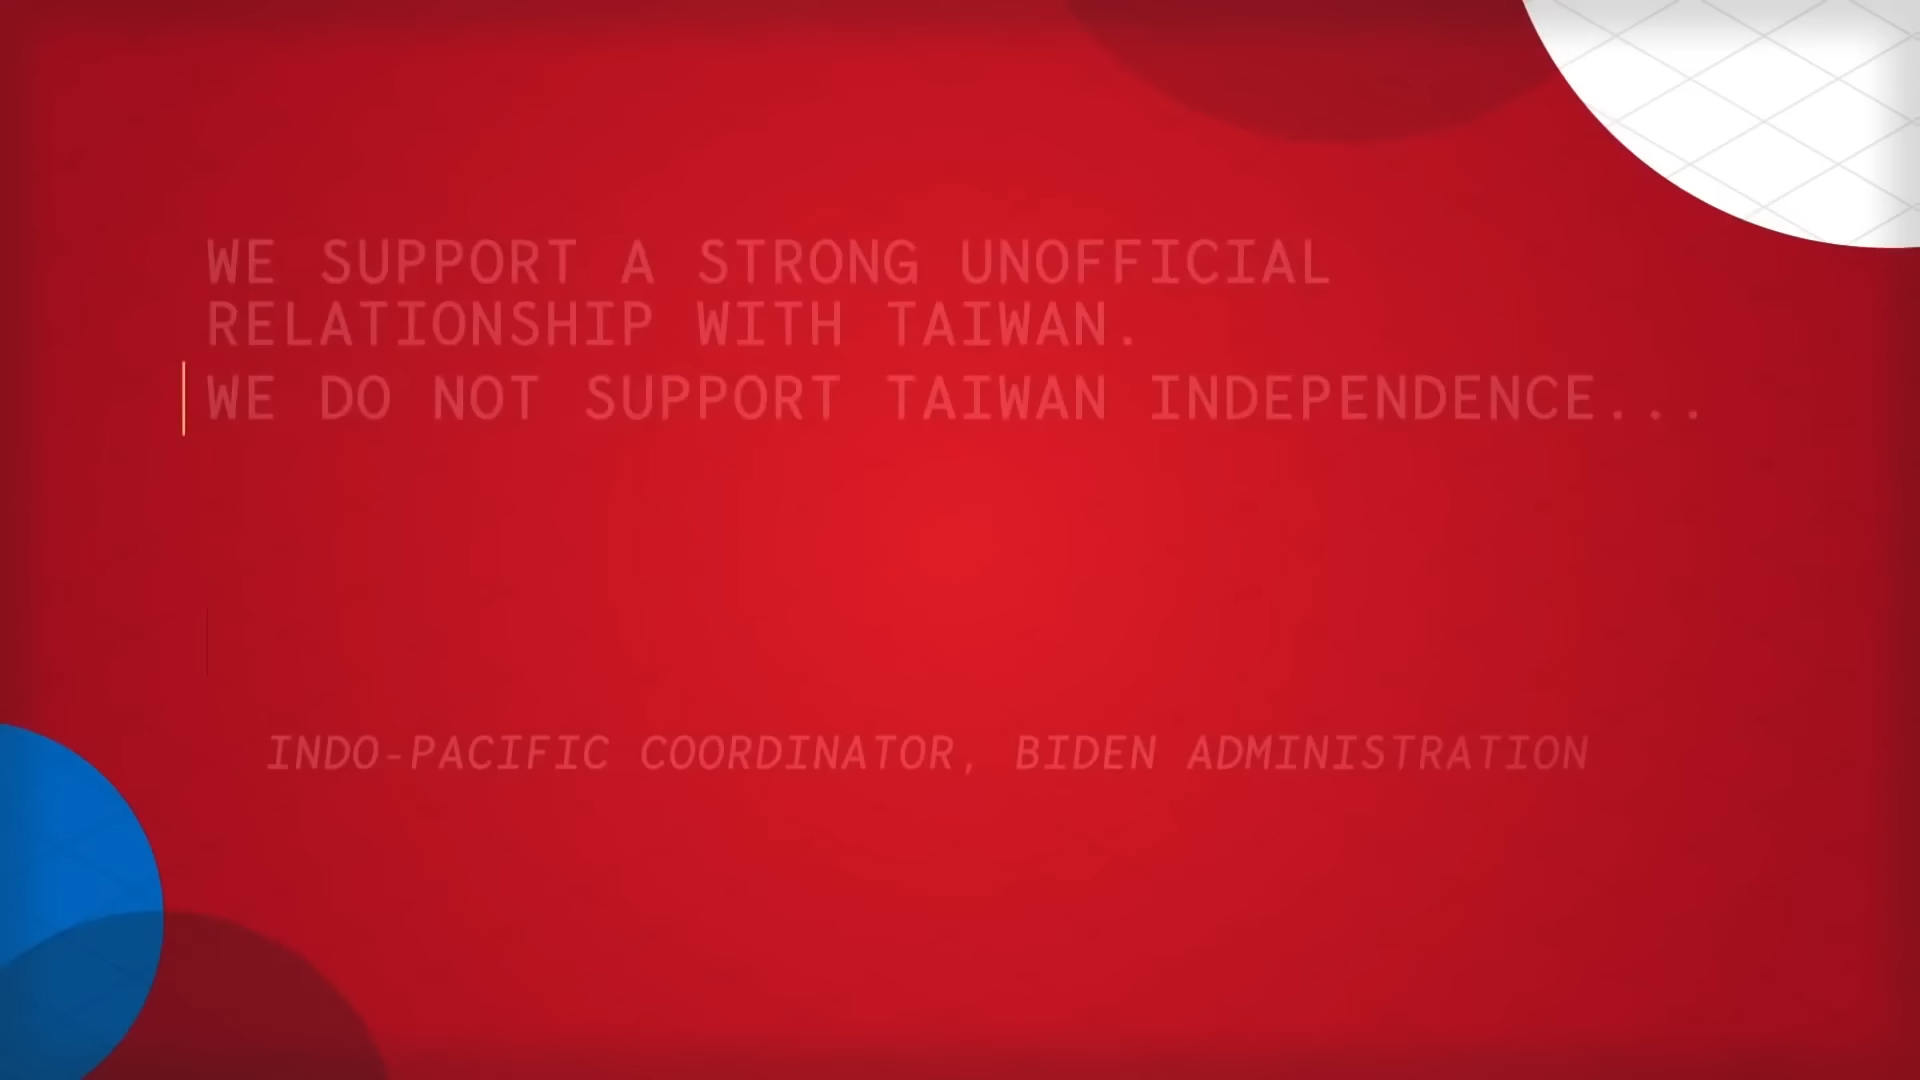 WE SUPPORT A STRONG UNOFFICIAL
RELATIONSHIP WITH TAIWAN.
WE DO NOT SUPPORT TAIWAN INDEPENDENCE...
INDO-PACIFIC COORDINATOR, BIDEN ADMINISTRATION